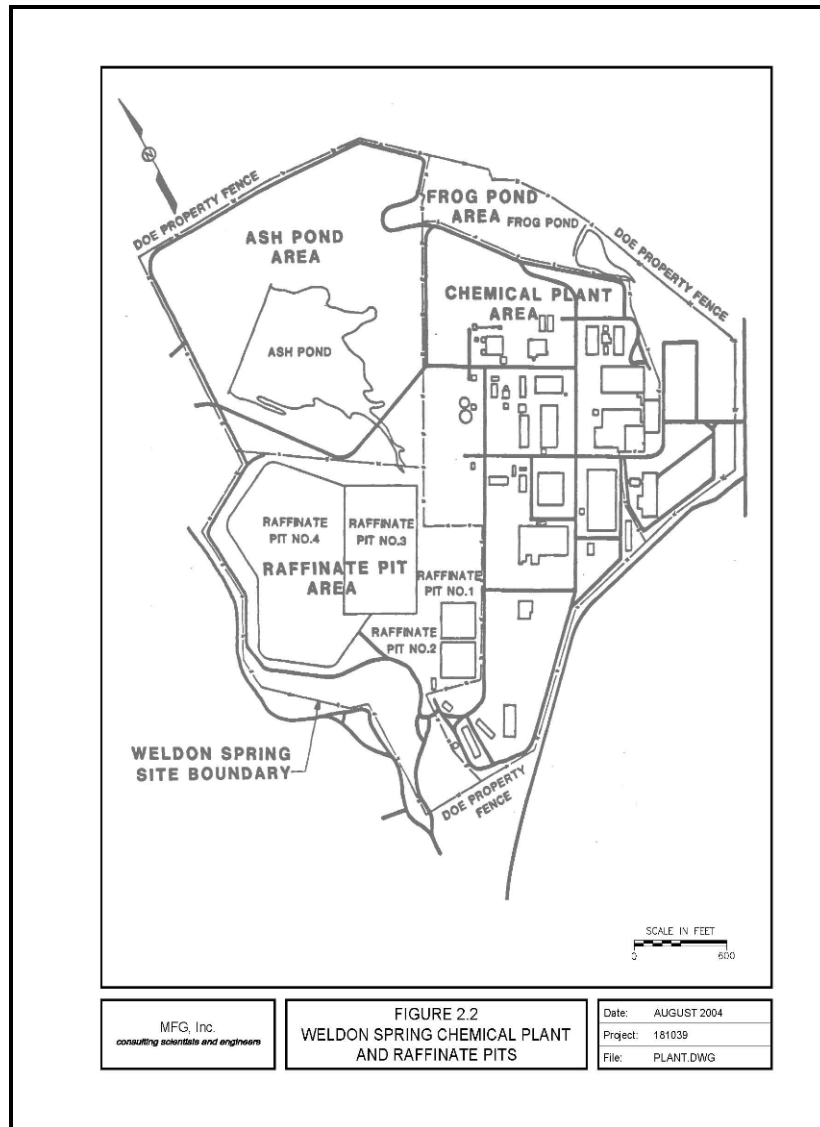 N
DOE PROPERTY FENCE
FROG POND
AREA
FROG POND
ASH POND
AREA
DOE PROPERTY FENCE
CHEMICAL PLANT
AREA
ASH POND
RAFFINATE
PIT NO.4
RAFFINATE
PIT NO.3
RAFFINATE PIT
AREA
RAFFINATE
PIT NO.1
RAFFINATE
PIT NO.2
WELDON SPRING
SITE BOUNDARY
DOE PROPERTY
FENCE
SCALE IN FEET
0 600
MFG, Inc.
consulting scientists and engineers
FIGURE 2.2
WELDON SPRING CHEMICAL PLANT
AND RAFFINATE PITS
Date: AUGUST 2004
Project: 181039
File: PLANT.DWG